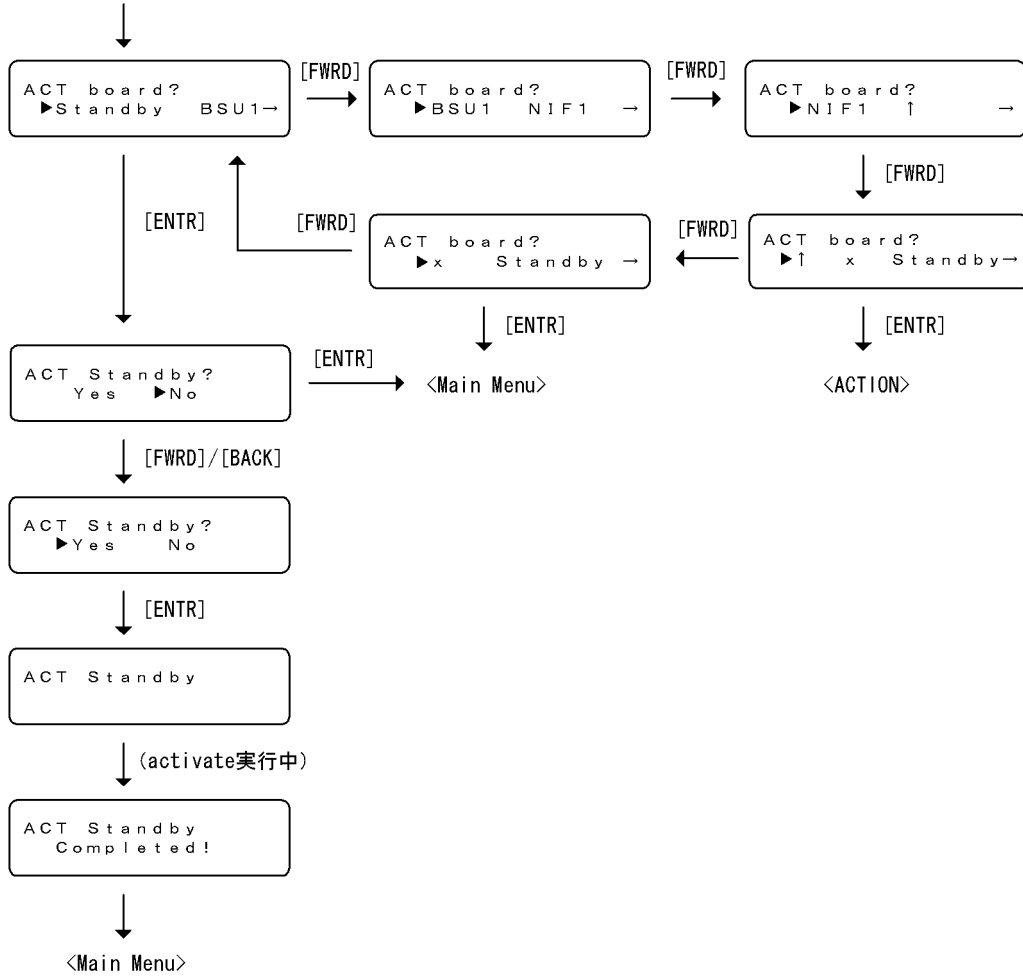 ACT board?
▶Standby BSU1→
[FWRD]
ACT board?
▶BSU1 NIF1 →
[FWRD]
ACT board?
▶NIF1 ↑ →
[FWRD]
ACT board?
▶↑ x Standby→
[FWRD]
ACT board?
▶x Standby →
[FWRD]
[ENTR]
[ENTR]
<Main Menu>
[ENTR]
<ACTION>
ACT Standby?
Yes ▶No
[ENTR]
[FWRD]/[BACK]
ACT Standby?
▶Yes No
[ENTR]
ACT Standby
(activate実行中)
ACT Standby
Completed!
<Main Menu>